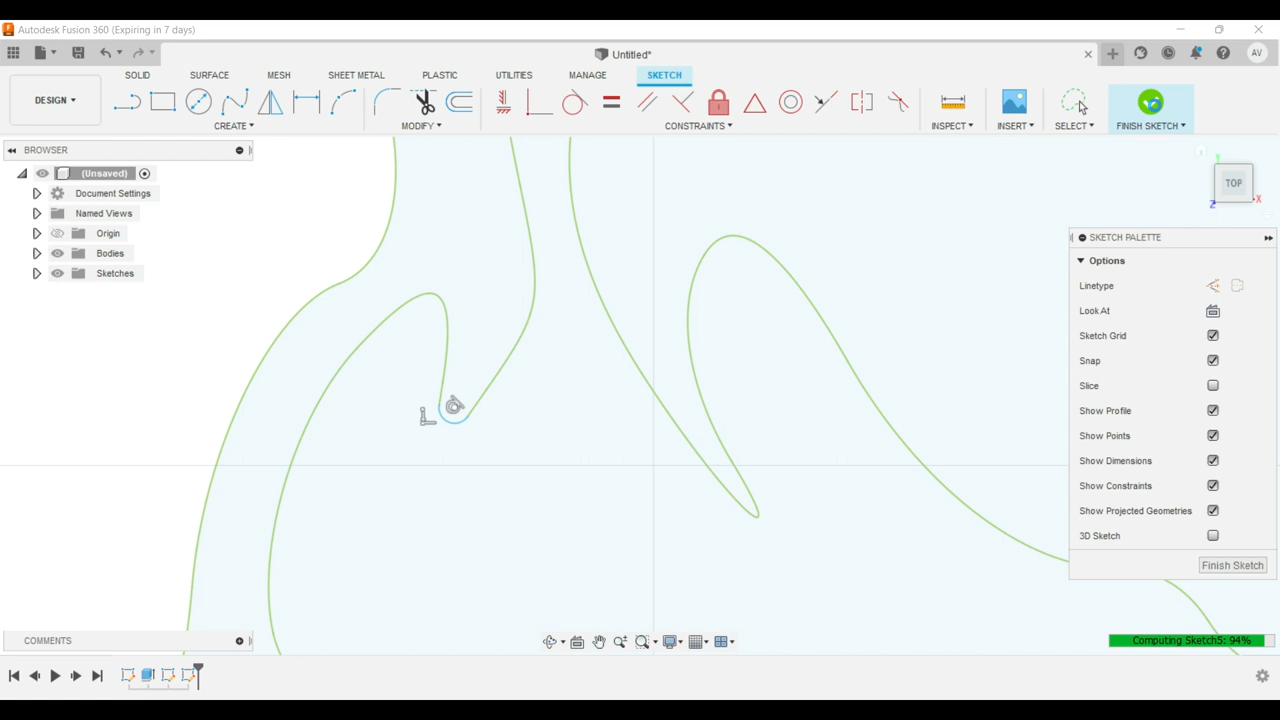 Autodesk Fusion 360 (Expiring in 7 days)
Untitled*
AV
DESIGN
SOLID SURFACE MESH SHEET METAL PLASTIC UTILITIES MANAGE SKETCH
CREATE MODIFY CONSTRAINTS INSPECT INSERT SELECT FINISH SKETCH
BROWSER
(Unsaved)
Document Settings
Named Views
Origin
Bodies
Sketches
TOP
X
Y
Z
SKETCH PALETTE
Options
Linetype
Look At
Sketch Grid
Snap
Slice
Show Profile
Show Points
Show Dimensions
Show Constraints
Show Projected Geometries
3D Sketch
Finish Sketch
COMMENTS
Computing Sketch5: 94%